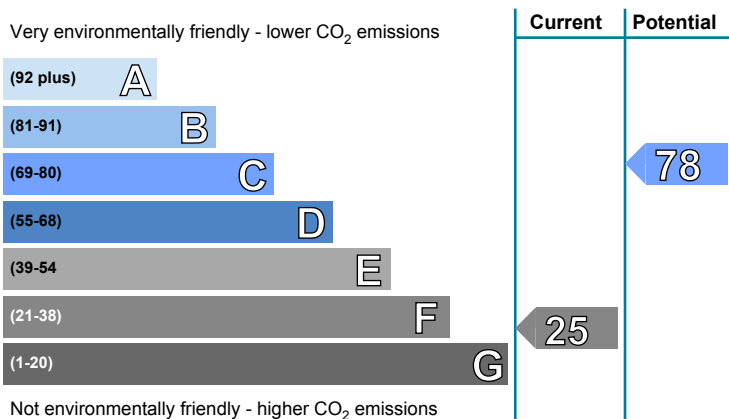 Current Potential
Very environmentally friendly - lower CO2 emissions
(92 plus) A
(81-91) B
(69-80) C
78
(55-68) D
(39-54 E
(21-38) F
25
(1-20) G
Not environmentally friendly - higher CO2 emissions